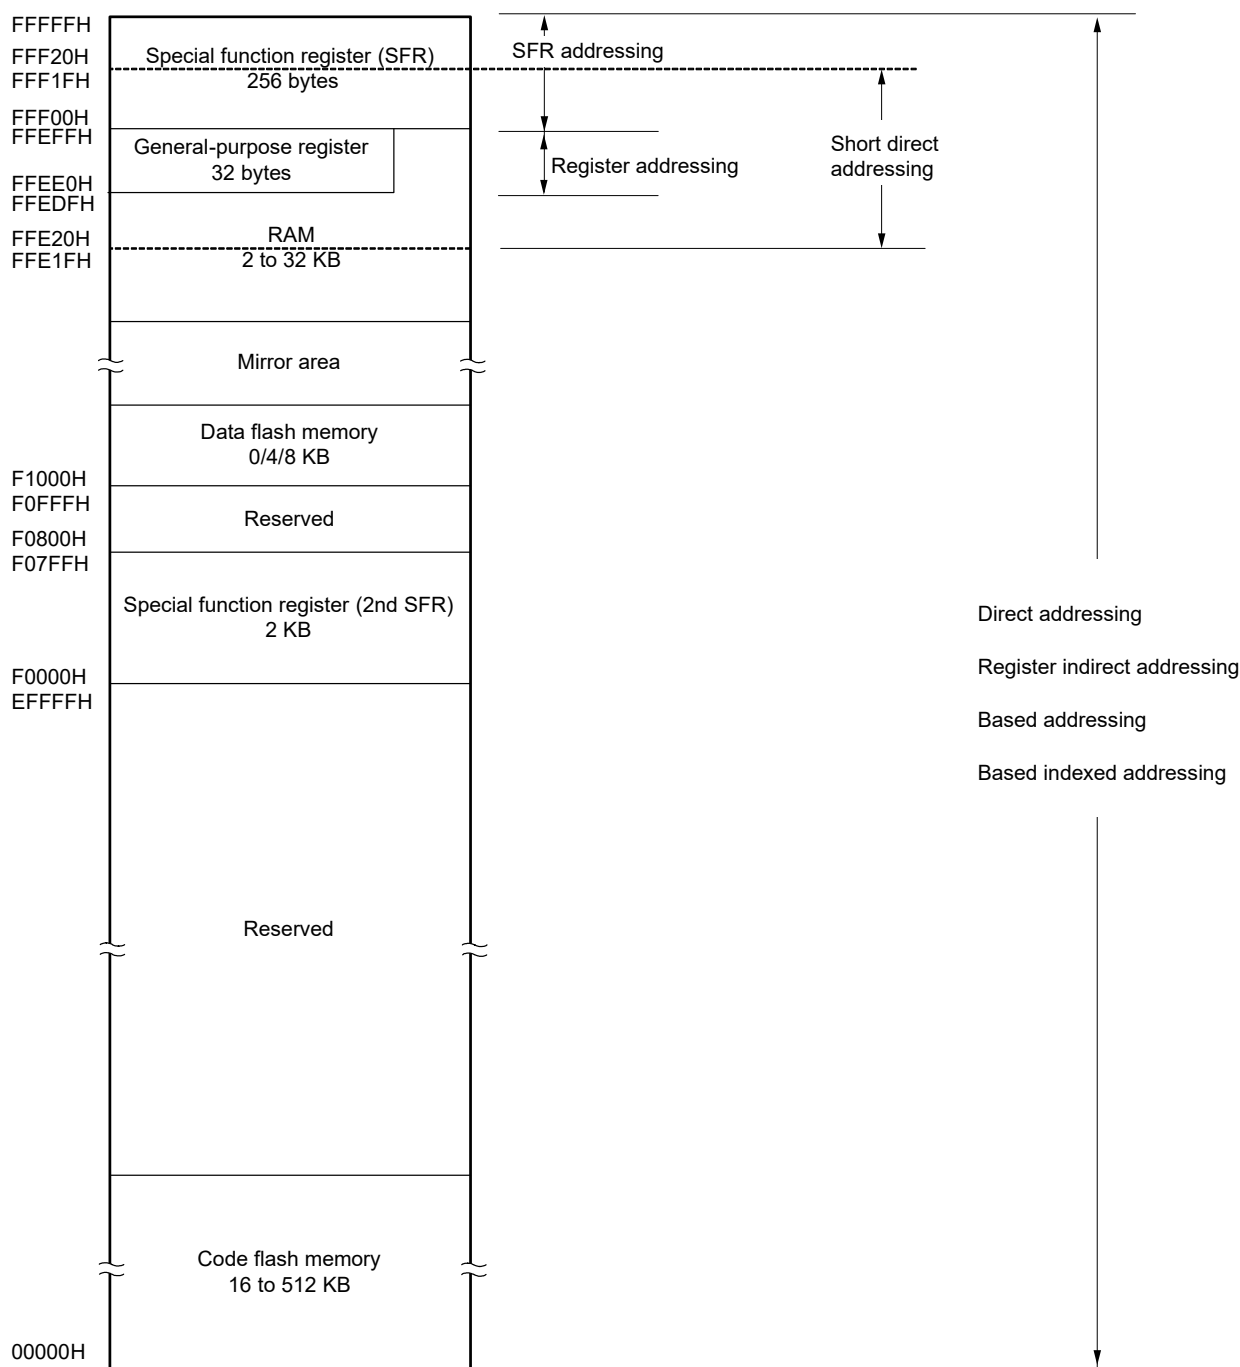 FFFFFH
SFR addressing
FFF20H
Special function register (SFR)
FFF1FH
256 bytes
FFF00H
FFEFFH
General-purpose register
32 bytes
Register addressing
Short direct
addressing
FFEE0H
FFEDFH
FFE20H
RAM
FFE1FH
2 to 32 KB
Mirror area
Data flash memory
0/4/8 KB
F1000H
F0FFFH
Reserved
F0800H
F07FFH
Special function register (2nd SFR)
2 KB
Direct addressing
Register indirect addressing
Based addressing
Based indexed addressing
F0000H
EFFFFH
Reserved
Code flash memory
16 to 512 KB
00000H